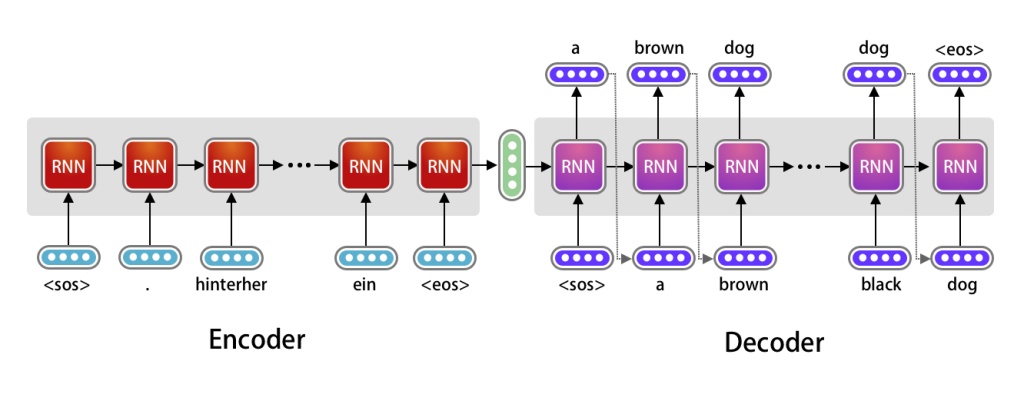 a brown dog dog <eos>
RNN RNN RNN ••• RNN RNN RNN RNN RNN ••• RNN RNN
<sos> . hinterher ein <eos> <sos> a brown black dog
Encoder Decoder